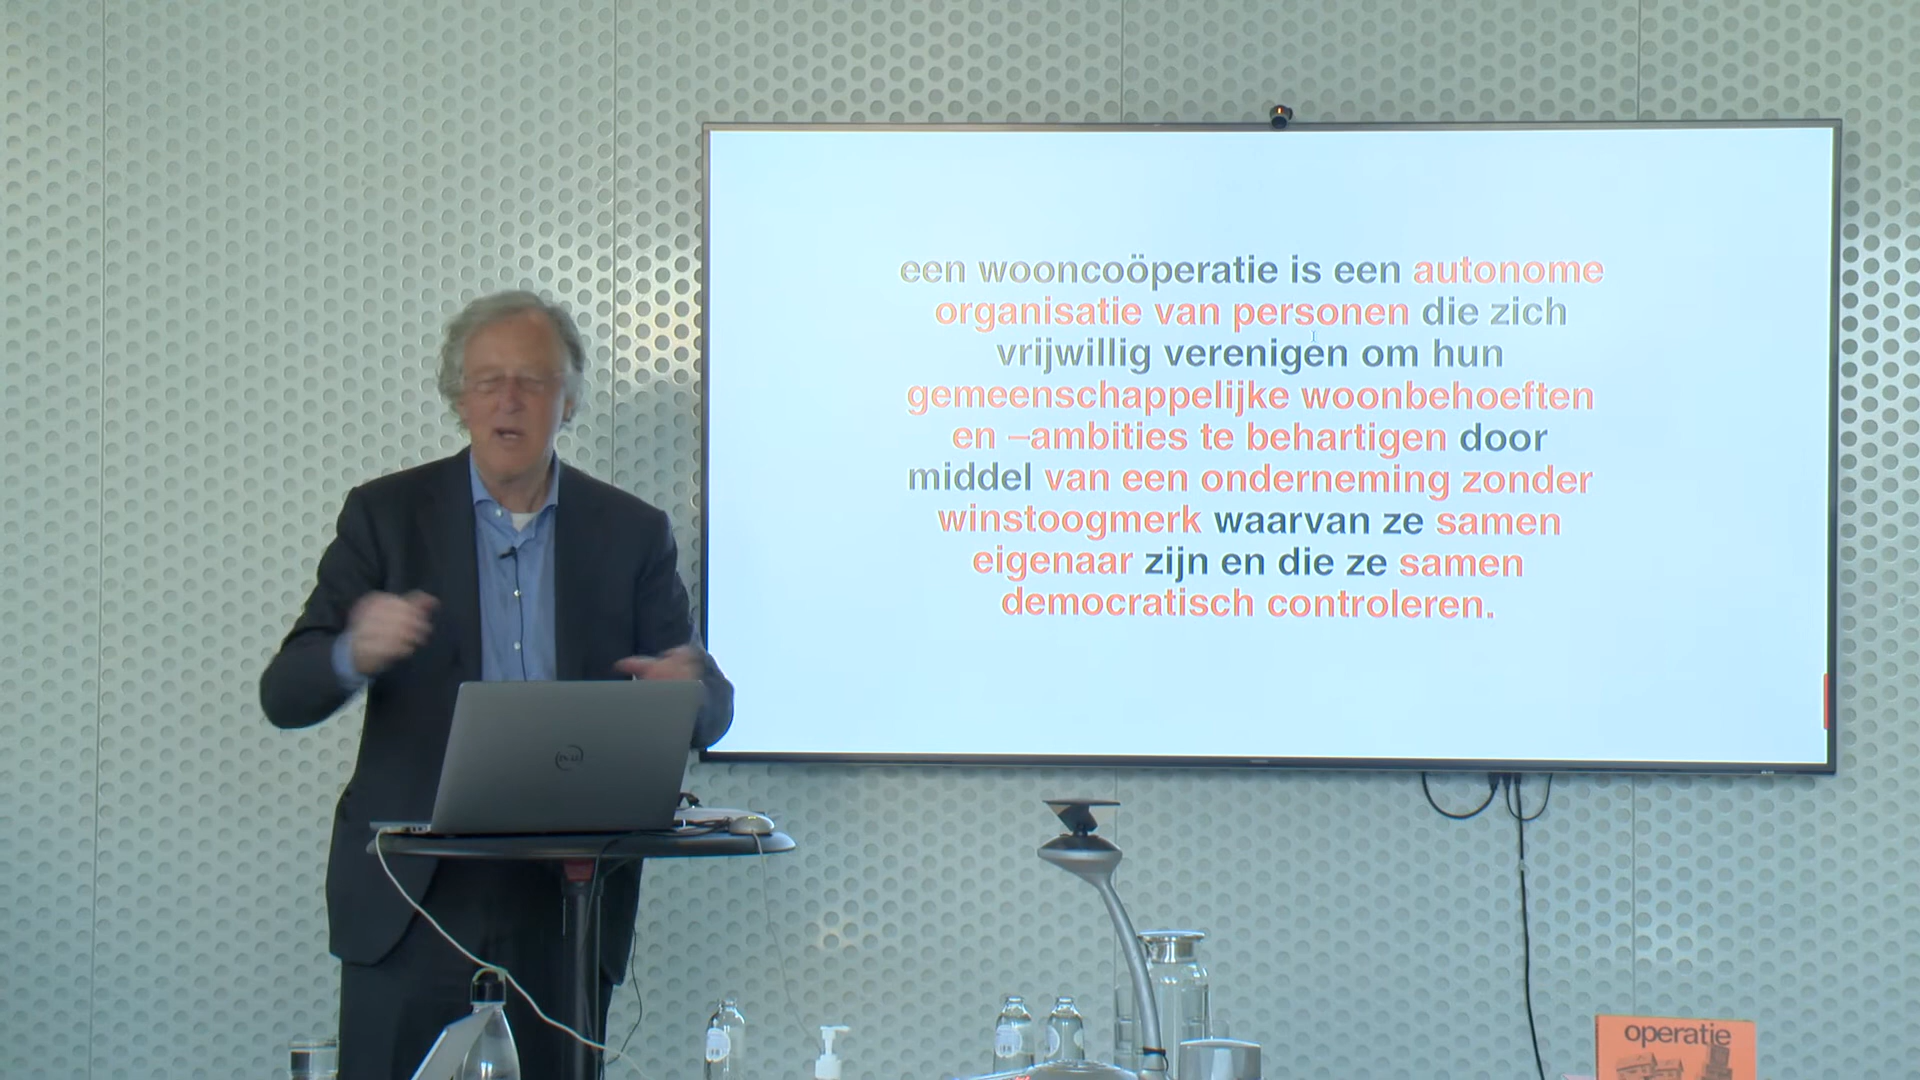 een wooncoöperatie is een autonome
organisatie van personen die zich
vrijwillig verenigen om hun
gemeenschappelijke woonbehoeften
en –ambities te behartigen door
middel van een onderneming zonder
winstoogmerk waarvan ze samen
eigenaar zijn en die ze samen
democratisch controleren.
operatie